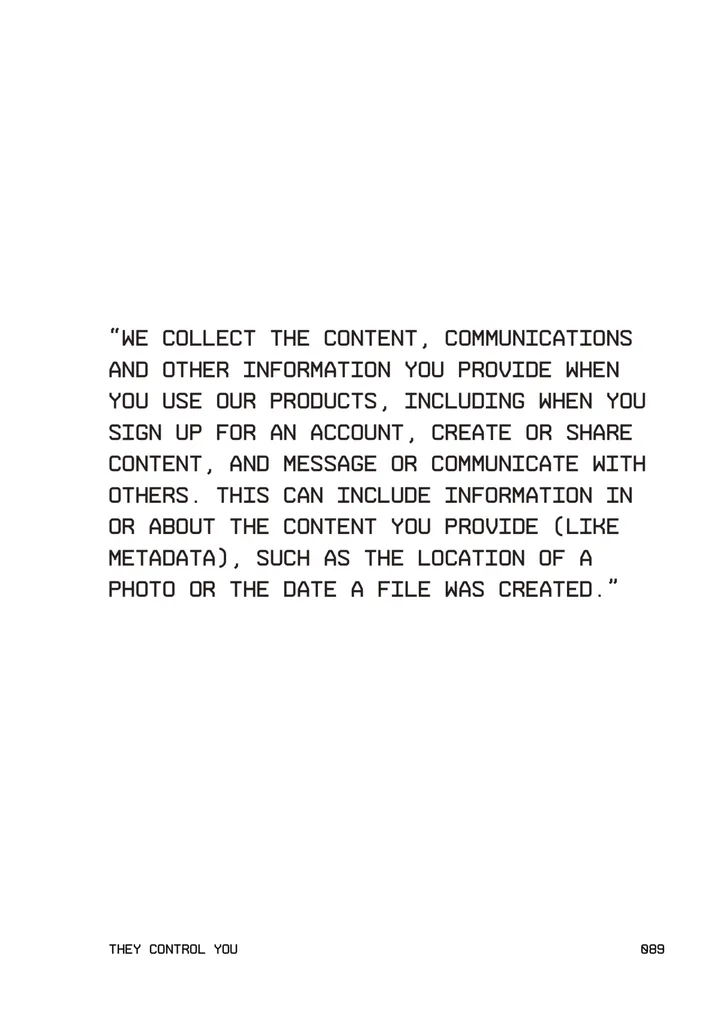 “WE COLLECT THE CONTENT, COMMUNICATIONS
AND OTHER INFORMATION YOU PROVIDE WHEN
YOU USE OUR PRODUCTS, INCLUDING WHEN YOU
SIGN UP FOR AN ACCOUNT, CREATE OR SHARE
CONTENT, AND MESSAGE OR COMMUNICATE WITH
OTHERS. THIS CAN INCLUDE INFORMATION IN
OR ABOUT THE CONTENT YOU PROVIDE (LIKE
METADATA), SUCH AS THE LOCATION OF A
PHOTO OR THE DATE A FILE WAS CREATED.”
THEY CONTROL YOU 089